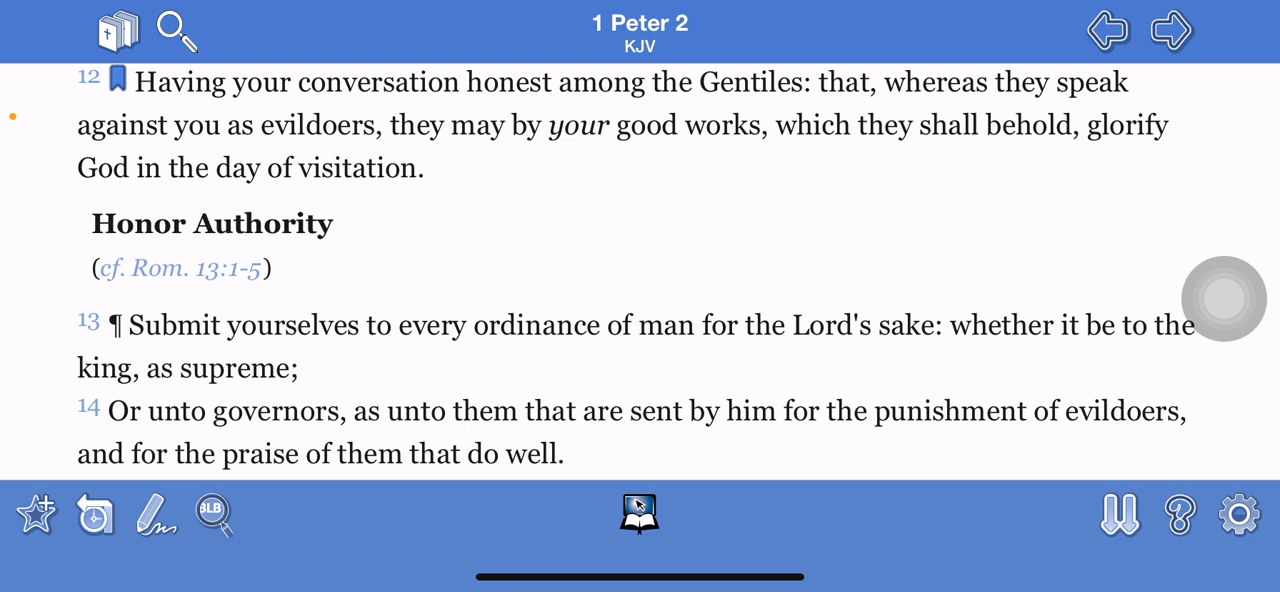 1 Peter 2
KJV
12 Having your conversation honest among the Gentiles: that, whereas they speak
against you as evildoers, they may by your good works, which they shall behold, glorify
God in the day of visitation.
Honor Authority
(cf. Rom. 13:1-5)
13 ¶ Submit yourselves to every ordinance of man for the Lord's sake: whether it be to the
king, as supreme;
14 Or unto governors, as unto them that are sent by him for the punishment of evildoers,
and for the praise of them that do well.
BLB